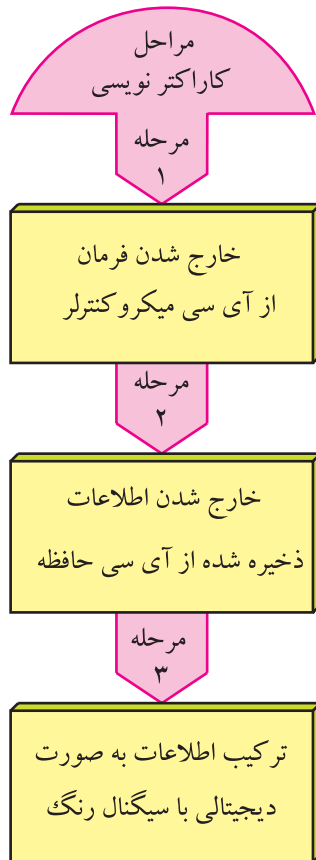 مراحل
کاراکتر نویسی
مرحله
۱
خارج شدن فرمان
از آی سی میکروکنترلر
مرحله
۲
خارج شدن اطلاعات
ذخیره شده از آی سی حافظه
مرحله
۳
ترکیب اطلاعات به صورت
دیجیتالی با سیگنال رنگ